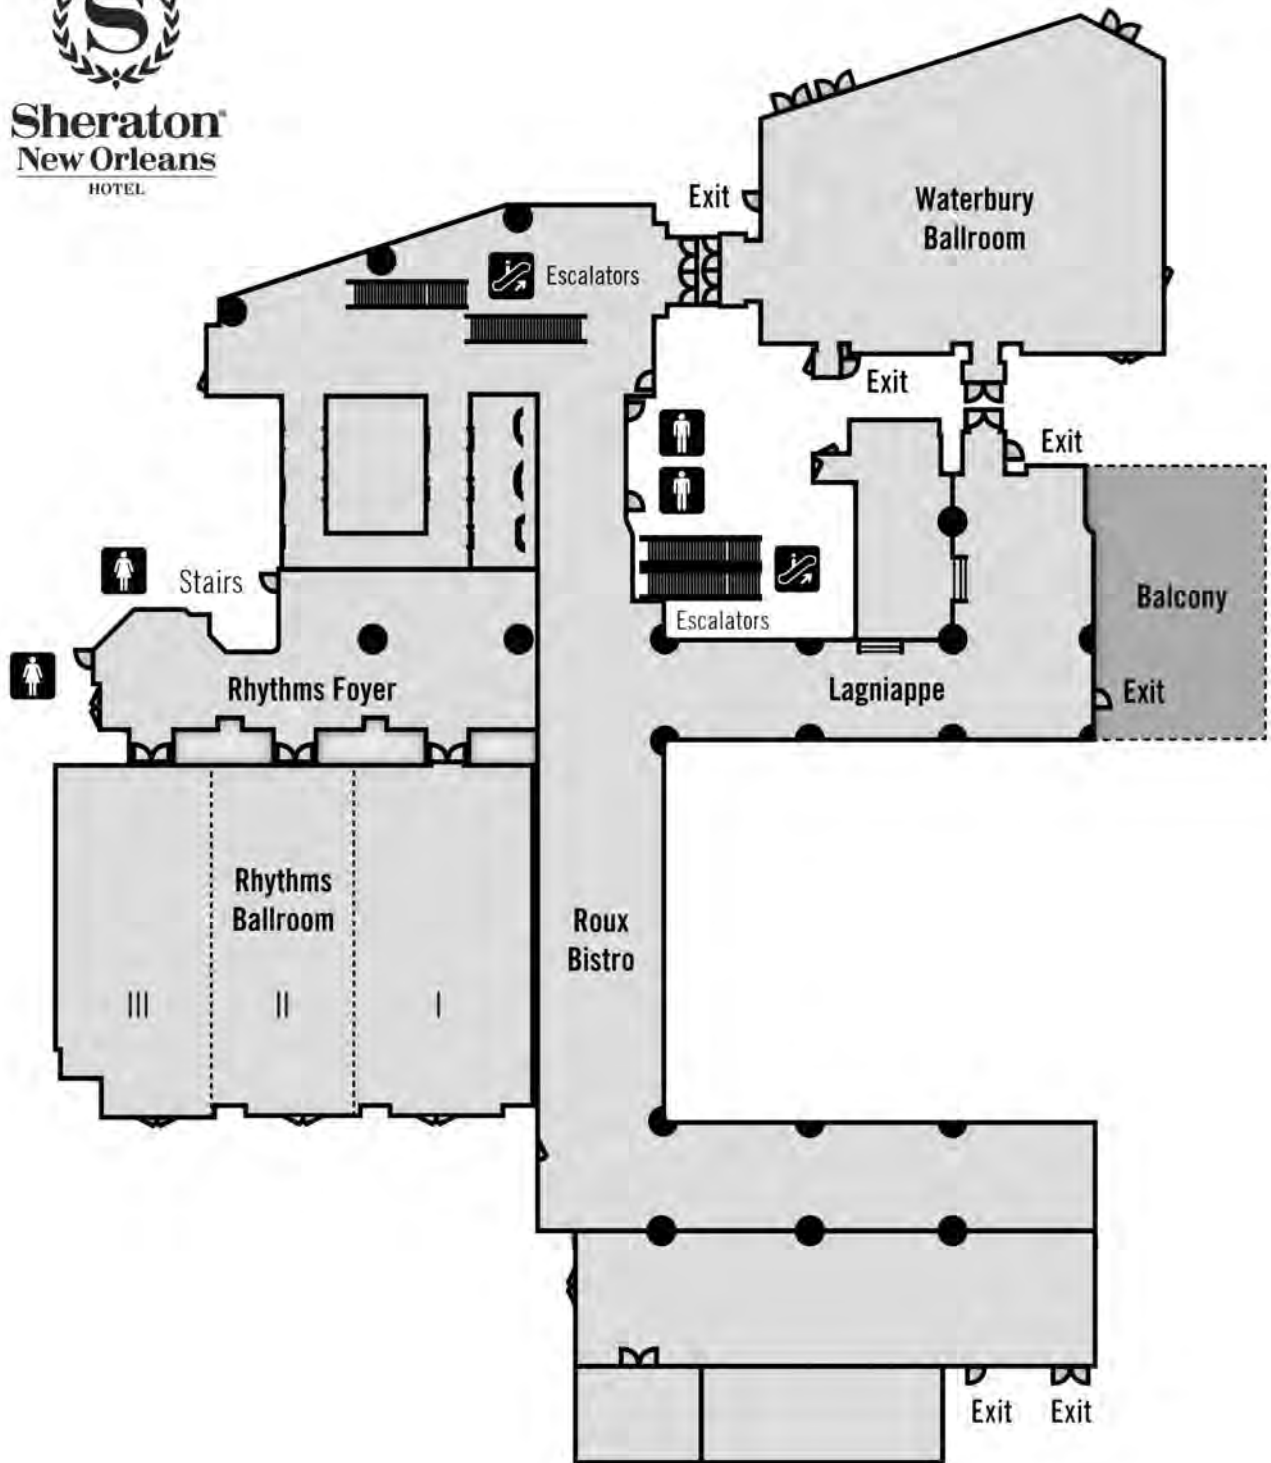 S
Sheraton®
New Orleans
HOTEL
Exit
Waterbury
Ballroom
Escalators
Exit
Exit
Stairs
Balcony
Escalators
Rhythms Foyer
Lagniappe
Exit
Rhythms
Ballroom
Roux
Bistro
III
II
I
Exit
Exit